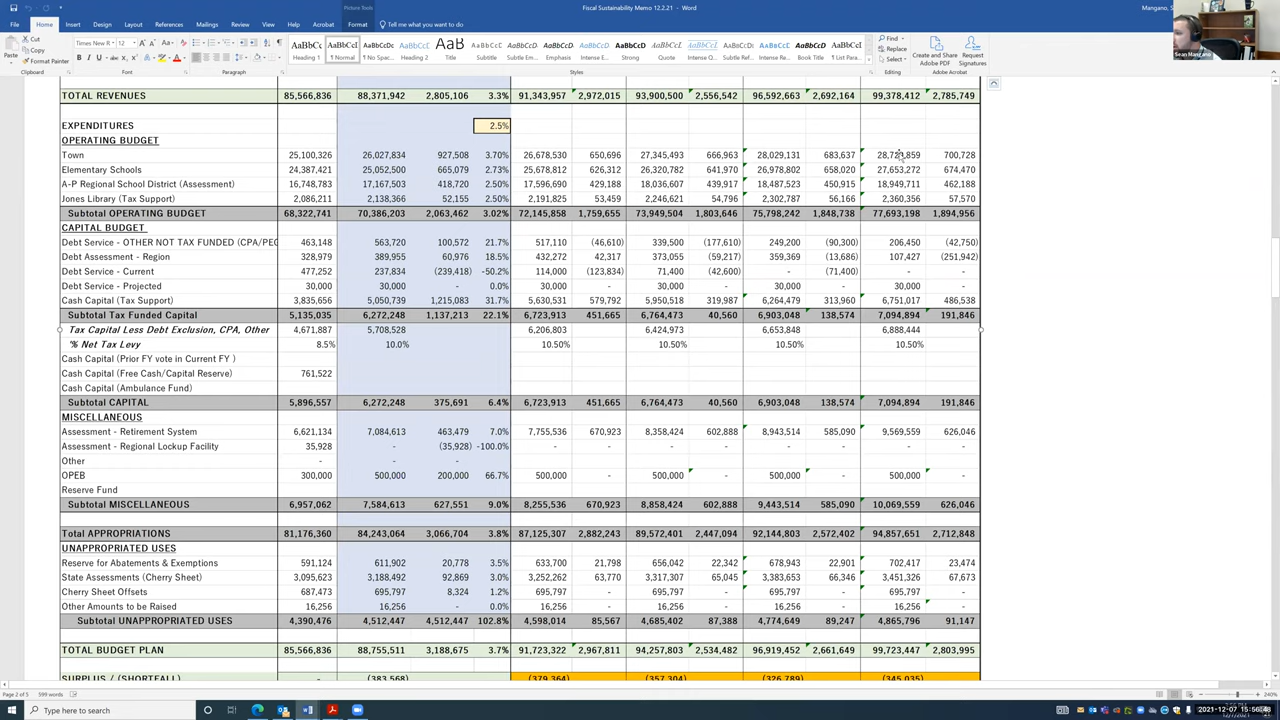 Fiscal Sustainability Memo 12.2.21 - Word
Mangano, S
Picture Tools
File Home Insert Draw Design Layout References Mailings Review View Help Acrobat Format Tell me what you want to do
Cut
Copy
Format Painter
Paste
Clipboard
Times New R 12
Font
Paragraph
AaBbCc AaBbCcI AaBbCcDc AaBbCcD AaB AaBbCcD
Heading 1 ¶ Normal ¶ No Spac... Heading 2 Title Subtitle Subtle Em... Emphasis Intense E... Strong Quote Intense Q... Subtle Ref... Intense Re... Book Title ¶ List Para...
Styles
Find
Replace
Select
Editing
Create and Share Adobe PDF
Request Signatures
Adobe Acrobat
Sean Mangano
TOTAL REVENUES 66,836 88,371,942 2,805,106 3.3% 91,343,957 2,972,015 93,900,500 2,556,542 96,592,663 2,692,164 99,378,412 2,785,749
EXPENDITURES 2.5%
OPERATING BUDGET
Town 25,100,326 26,027,834 927,508 3.70% 26,678,530 650,696 27,345,493 666,963 28,029,131 683,637 700,728
Elementary Schools 24,387,421 25,052,500 665,079 2.73% 25,678,812 626,312 26,320,782 641,970 26,978,802 658,020 27,653,272 674,470
A-P Regional School District (Assessment) 16,748,783 17,167,503 418,720 2.50% 17,596,690 429,188 18,036,607 439,917 18,487,523 450,915 18,949,711 462,188
Jones Library (Tax Support) 2,086,211 2,138,366 52,155 2.50% 2,191,825 53,459 2,246,621 54,796 2,302,787 56,166 2,360,356 57,570
Subtotal OPERATING BUDGET 68,322,741 70,386,203 2,063,462 3.02% 72,145,858 1,759,655 73,949,504 1,803,646 75,798,242 1,848,738 77,693,198 1,894,956
CAPITAL BUDGET
Debt Service - OTHER NOT TAX FUNDED (CPA/PEG 463,148 563,720 100,572 21.7% 517,110 (46,610) 339,500 (177,610) 249,200 (90,300) 206,450 (42,750)
Debt Assessment - Region 328,979 389,955 60,976 18.5% 432,272 42,317 373,055 (59,217) 359,369 (13,686) 107,427 (251,942)
Debt Service - Current 477,252 237,834 (239,418) -50.2% 114,000 (123,834) 71,400 (42,600) - (71,400) - -
Debt Service - Projected 30,000 30,000 - 0.0% 30,000 - 30,000 - 30,000 - 30,000 -
Cash Capital (Tax Support) 3,835,656 5,050,739 1,215,083 31.7% 5,630,531 579,792 5,950,518 319,987 6,264,479 313,960 6,751,017 486,538
Subtotal Tax Funded Capital 5,135,035 6,272,248 1,137,213 22.1% 6,723,913 451,665 6,764,473 40,560 6,903,048 138,574 7,094,894 191,846
Tax Capital Less Debt Exclusion, CPA, Other 4,671,887 5,708,528 6,206,803 6,424,973 6,653,848 6,888,444
% Net Tax Levy 8.5% 10.0% 10.50% 10.50% 10.50% 10.50%
Cash Capital (Prior FY vote in Current FY )
Cash Capital (Free Cash/Capital Reserve) 761,522
Cash Capital (Ambulance Fund)
Subtotal CAPITAL 5,896,557 6,272,248 375,691 6.4% 6,723,913 451,665 6,764,473 40,560 6,903,048 138,574 7,094,894 191,846
MISCELLANEOUS
Assessment - Retirement System 6,621,134 7,084,613 463,479 7.0% 7,755,536 670,923 8,358,424 602,888 8,943,514 585,090 9,569,559 626,046
Assessment - Regional Lockup Facility 35,928 - (35,928) -100.0% - - - - - - - -
Other - -
OPEB 300,000 500,000 200,000 66.7% 500,000 - 500,000 - 500,000 - 500,000 -
Reserve Fund
Subtotal MISCELLANEOUS 6,957,062 7,584,613 627,551 9.0% 8,255,536 670,923 8,858,424 602,888 9,443,514 585,090 10,069,559 626,046
Total APPROPRIATIONS 81,176,360 84,243,064 3,066,704 3.8% 87,125,307 2,882,243 89,572,401 2,447,094 92,144,803 2,572,402 94,857,651 2,712,848
UNAPPROPRIATED USES
Reserve for Abatements & Exemptions 591,124 611,902 20,778 3.5% 633,700 21,798 656,042 22,342 678,943 22,901 702,417 23,474
State Assessments (Cherry Sheet) 3,095,623 3,188,492 92,869 3.0% 3,252,262 63,770 3,317,307 65,045 3,383,653 66,346 3,451,326 67,673
Cherry Sheet Offsets 687,473 695,797 8,324 1.2% 695,797 - 695,797 - 695,797 - 695,797 -
Other Amounts to be Raised 16,256 16,256 - 0.0% 16,256 - 16,256 - 16,256 - 16,256 -
Subtotal UNAPPROPRIATED USES 4,390,476 4,512,447 4,512,447 102.8% 4,598,014 85,567 4,685,402 87,388 4,774,649 89,247 4,865,796 91,147
TOTAL BUDGET PLAN 85,566,836 88,755,511 3,188,675 3.7% 91,723,322 2,967,811 94,257,803 2,534,482 96,919,452 2,661,649 99,723,447 2,803,995
SURPLUS / (SHORTFALL) - (383,568) (379,364) (357,304) (326,789) (345,035)
Page 2 of 5 599 words
240%
Type here to search
2021-12-07 15:56:48
12/7/2021